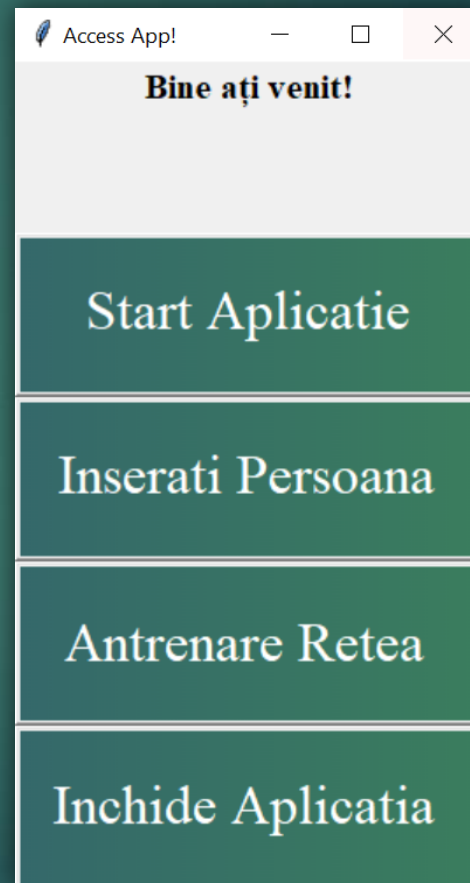 Access App!
Bine ați venit!
Start Aplicatie
Inserati Persoana
Antrenare Retea
Inchide Aplicatia